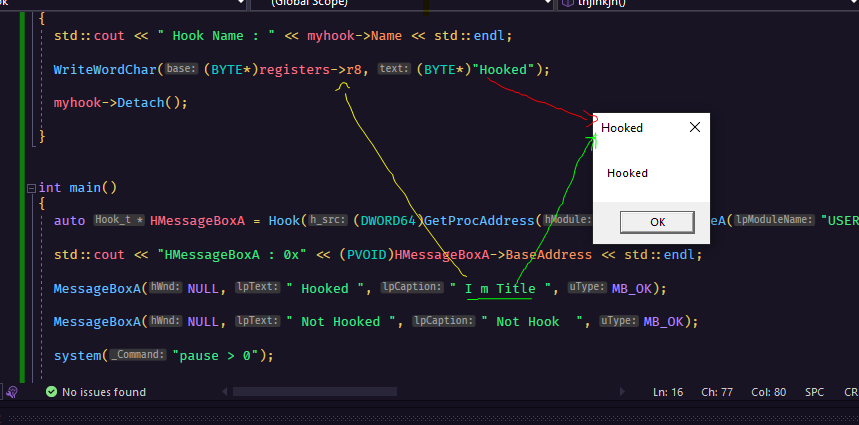 (Global Scope)
{
std::cout << " Hook Name : " << myhook->Name << std::endl;
WriteWordChar(base: (BYTE*)registers->r8, text: (BYTE*)"Hooked");
myhook->Detach();
}
Hooked
Hooked
OK
int main()
{
auto Hook_t * HMessageBoxA = Hook(h_src: (DWORD64)GetProcAddress(hModule: eA(lpModuleName: "USER
std::cout << "HMessageBoxA : 0x" << (PVOID)HMessageBoxA->BaseAddress << std::endl;
MessageBoxA(hWnd: NULL, lpText: " Hooked ", lpCaption: " I m Title ", uType: MB_OK);
MessageBoxA(hWnd: NULL, lpText: " Not Hooked ", lpCaption: " Not Hook  ", uType: MB_OK);
system(_Command: "pause > 0");
No issues found
Ln: 16 Ch: 77 Col: 80 SPC CR